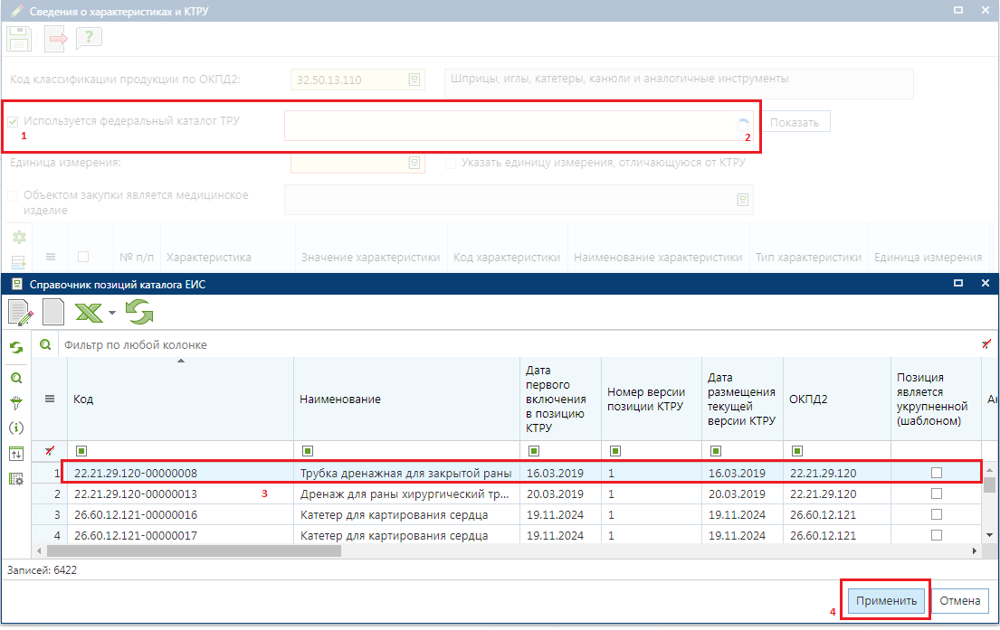 Сведения о характеристиках и КТРУ
?
Код классификации продукции по ОКПД2:
32.50.13.110
Шприцы, иглы, катетеры, канюли и аналогичные инструменты
Используется федеральный каталог ТРУ
Показать
1
2
Единица измерения:
Указать единицу измерения, отличающуюся от КТРУ
Объектом закупки является медицинское
изделие
№ п/п
Характеристика
Значение характеристики
Код характеристики
Наименование характеристики
Тип характеристики
Единица измерения
Справочник позиций каталога ЕИС
Фильтр по любой колонке
Код
Наименование
Дата
первого
включения
в позицию
КТРУ
Номер версии
позиции КТРУ
Дата
размещения
текущей
версии КТРУ
ОКПД2
Позиция
является
укрупненной
(шаблоном)
1 22.21.29.120-00000008 Трубка дренажная для закрытой раны 16.03.2019 1 16.03.2019 22.21.29.120
2 22.21.29.120-00000013 3 Дренаж для раны хирургический тр... 20.03.2019 1 20.03.2019 22.21.29.120
3 26.60.12.121-00000016 Катетер для картирования сердца 19.11.2024 1 19.11.2024 26.60.12.121
4 26.60.12.121-00000017 Катетер для картирования сердца 19.11.2024 1 19.11.2024 26.60.12.121
Записей: 6422
4
Применить
Отмена